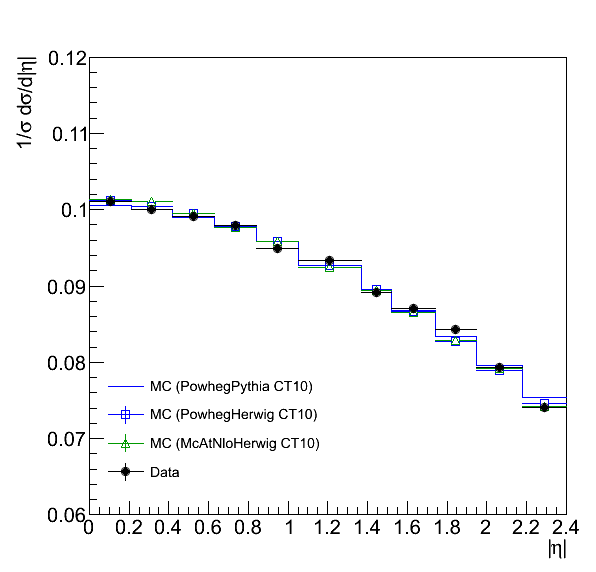 1/σ dσ/d|η|
0.12
0.11
0.1
0.09
0.08
0.07
0.06
MC (PowhegPythia CT10)
MC (PowhegHerwig CT10)
MC (McAtNloHerwig CT10)
Data
0 0.2 0.4 0.6 0.8 1 1.2 1.4 1.6 1.8 2 2.2 2.4
|η|